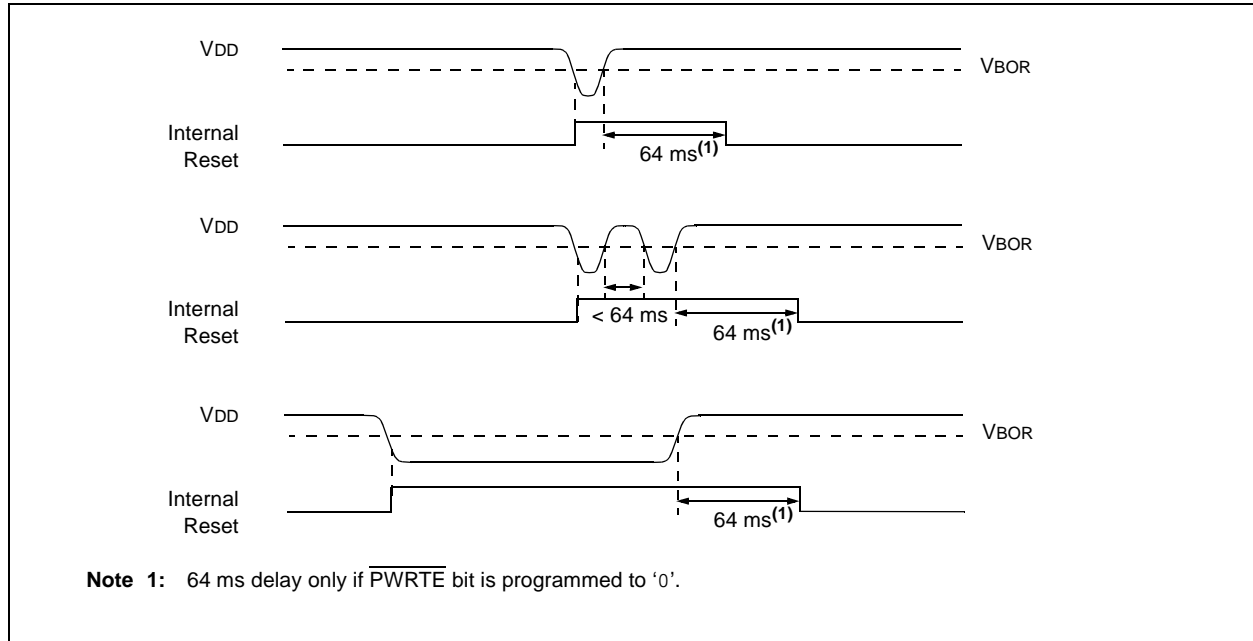 VDD
VBOR
Internal
Reset
64 ms(1)
VDD
VBOR
Internal
Reset
< 64 ms
64 ms(1)
VDD
VBOR
Internal
Reset
64 ms(1)
Note 1: 64 ms delay only if PWRTE bit is programmed to ‘0’.